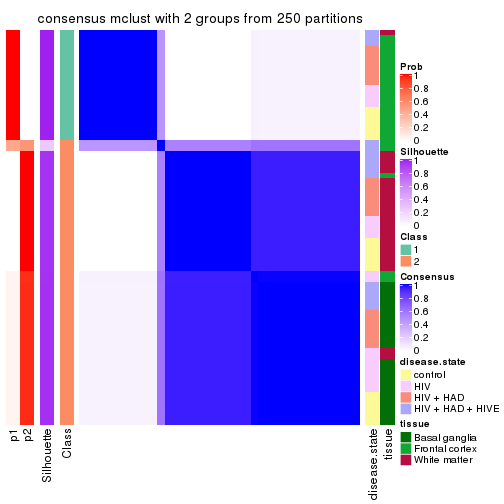 consensus mclust with 2 groups from 250 partitions
Prob
1
0.8
0.6
0.4
0.2
0
Silhouette
1
0.8
0.6
0.4
0.2
0
Class
1
2
Consensus
1
0.8
0.6
0.4
0.2
0
disease.state
control
HIV
HIV + HAD
HIV + HAD + HIVE
tissue
Basal ganglia
Frontal cortex
White matter
p1
p2
Silhouette
Class
disease.state
tissue